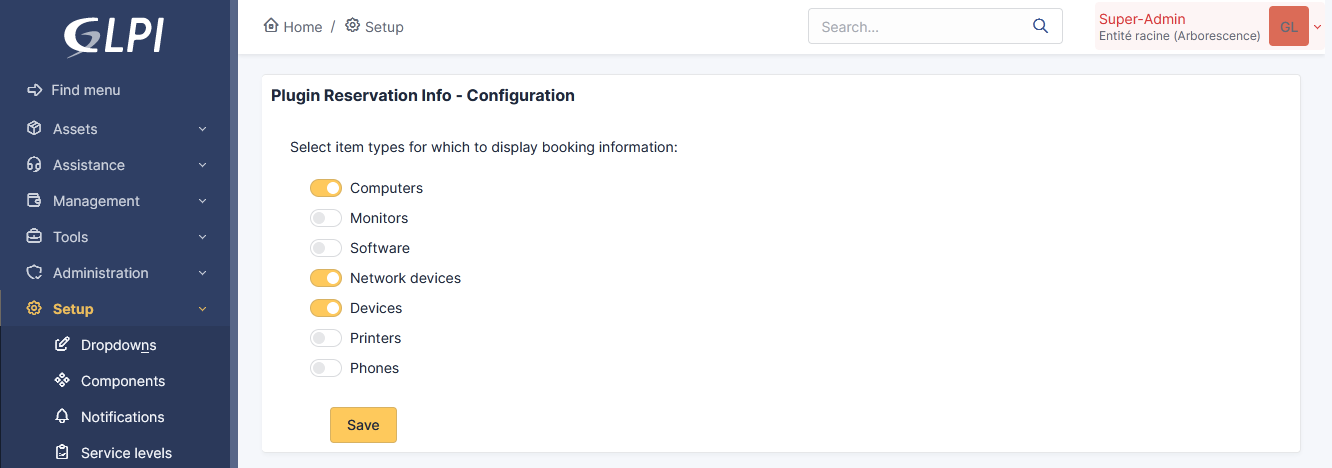 GLPI
Home / Setup
Search...
Super-Admin
Entité racine (Arborescence)
GL
Find menu
Assets
Assistance
Management
Tools
Administration
Setup
Dropdowns
Components
Notifications
Service levels
Plugin Reservation Info - Configuration
Select item types for which to display booking information:
Computers
Monitors
Software
Network devices
Devices
Printers
Phones
Save